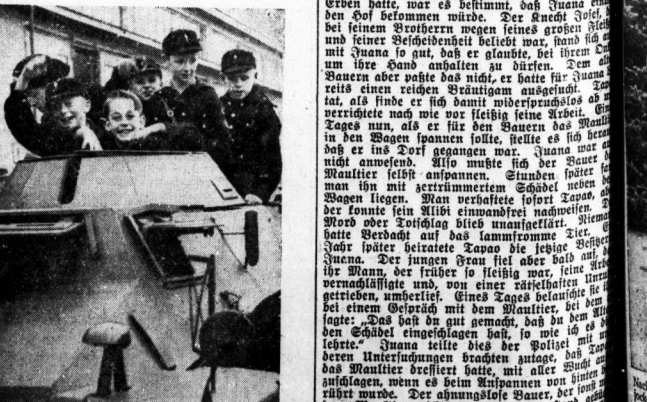 Erben hatte, war es bestimmt, daß Juana
den Hof bekommen würde. Der Knecht Josef,
bei seinem Brotherrn wegen seines großen
und seiner Bescheidenheit beliebt war, stand sich
mit Juana so gut, daß er glaubte, bei ihrem
um ihre Hand anhalten zu dürfen. Dem
Bauern aber paßte das nicht, er hatte für Juana
reits einen reichen Bräutigam ausgesucht.
tat, als finde er sich damit widerspruchslos ab
verrichtete nach wie vor fleißig seine Arbeit.
Tages nun, als er für den Bauern das
in den Wagen spannen sollte, stellte es sich
daß er ins Dorf gegangen war. Juana war
nicht anwesend. Also mußte sich der Bauer
Maultier selbst anspannen. Stunden später
man ihn mit zertrümmertem Schädel neben
Wagen liegen. Man verhaftete sofort Tapao,
der konnte sein Alibi einwandfrei nachweisen.
Mord oder Totschlag blieb unaufgeklärt.
hatte Verdacht auf das lammfromme Tier.
Jahr später heiratete Tapao die jetzige
Juana. Der jungen Frau fiel aber bald auf,
ihr Mann, der früher so fleißig war, seine
vernachlässigte und, von einer rätselhaften
getrieben, umherlief. Eines Tages belauschte sie
bei einem Gespräch mit dem Maultier, bei dem
sagte: „Das hast du gut gemacht, daß du dem
den Schädel eingeschlagen hast, so wie ich es
lehrte." Juana teilte dies der Polizei mit
deren Untersuchungen brachten zutage, daß
das Maultier dressiert hatte, mit aller Wucht
zuschlagen, wenn es beim Anspannen von hinten
rührt wurde. Der ahnungslose Bauer, der